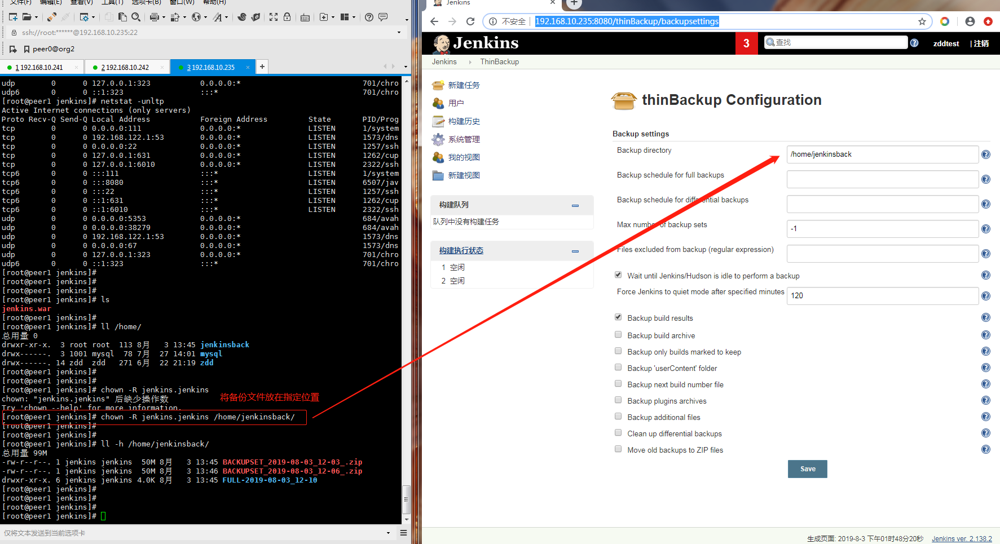 文件(F) 编辑(E) 查看(V) 工具(T) 选项卡(B) 窗口(W) 帮助(H)
ssh://root:******@192.168.10.235:22
peer0@org2
1 192.168.10.241 × 2 192.168.10.242 × 3 192.168.10.235 × +
udp 0 0 127.0.0.1:323 0.0.0.0:* 701/chro
udp6 0 0 ::1:323 :::* 701/chro
[root@peer1 jenkins]# netstat -unltp
Active Internet connections (only servers)
Proto Recv-Q Send-Q Local Address Foreign Address State PID/Prog
tcp 0 0 0.0.0.0:111 0.0.0.0:* LISTEN 1/system
tcp 0 0 192.168.122.1:53 0.0.0.0:* LISTEN 1573/dns
tcp 0 0 0.0.0.0:22 0.0.0.0:* LISTEN 1257/ssh
tcp 0 0 127.0.0.1:631 0.0.0.0:* LISTEN 1262/cup
tcp 0 0 127.0.0.1:6010 0.0.0.0:* LISTEN 2322/ssh
tcp6 0 0 :::111 :::* LISTEN 1/system
tcp6 0 0 :::8080 :::* LISTEN 6507/jav
tcp6 0 0 :::22 :::* LISTEN 1257/ssh
tcp6 0 0 ::1:631 :::* LISTEN 1262/cup
tcp6 0 0 ::1:6010 :::* LISTEN 2322/ssh
udp 0 0 0.0.0.0:5353 0.0.0.0:* 684/avah
udp 0 0 0.0.0.0:38279 0.0.0.0:* 684/avah
udp 0 0 192.168.122.1:53 0.0.0.0:* 1573/dns
udp 0 0 0.0.0.0:67 0.0.0.0:* 1573/dns
udp 0 0 127.0.0.1:323 0.0.0.0:* 701/chro
udp6 0 0 ::1:323 :::* 701/chro
[root@peer1 jenkins]#
[root@peer1 jenkins]#
[root@peer1 jenkins]#
[root@peer1 jenkins]# ls
jenkins.war
[root@peer1 jenkins]#
[root@peer1 jenkins]# ll /home/
总用量 0
drwxr-xr-x. 3 root root 113 8月 3 13:45 jenkinsback
drwx------. 3 1001 mysql 78 7月 27 14:01 mysql
drwx------. 14 zdd zdd 271 6月 22 21:19 zdd
[root@peer1 jenkins]#
[root@peer1 jenkins]#
[root@peer1 jenkins]# chown -R jenkins.jenkins
chown: "jenkins.jenkins" 后缺少操作数
将备份文件放在指定位置
Try 'chown --help' for more information.
[root@peer1 jenkins]# chown -R jenkins.jenkins /home/jenkinsback/
[root@peer1 jenkins]#
[root@peer1 jenkins]#
[root@peer1 jenkins]# ll -h /home/jenkinsback/
总用量 99M
-rw-r--r--. 1 jenkins jenkins 50M 8月 3 13:45 BACKUPSET_2019-08-03_12-03_.zip
-rw-r--r--. 1 jenkins jenkins 50M 8月 3 13:46 BACKUPSET_2019-08-03_12-06_.zip
drwxr-xr-x. 6 jenkins jenkins 4.0K 8月 3 13:45 FULL-2019-08-03_12-10
[root@peer1 jenkins]#
[root@peer1 jenkins]#
[root@peer1 jenkins]#
[root@peer1 jenkins]#
仅将文本发送到当前选项卡
Jenkins × +
不安全 | 192.168.10.235:8080/thinBackup/backupsettings
Jenkins 3 查找 zddtest | 注销
Jenkins ThinBackup
新建任务
用户
构建历史
系统管理
我的视图
新建视图
构建队列
队列中没有构建任务
构建执行状态
1 空闲
2 空闲
thinBackup Configuration
Backup settings
Backup directory /home/jenkinsback
Backup schedule for full backups
Backup schedule for differential backups
Max number of backup sets -1
Files excluded from backup (regular expression)
Wait until Jenkins/Hudson is idle to perform a backup
Force Jenkins to quiet mode after specified minutes 120
Backup build results
Backup build archive
Backup only builds marked to keep
Backup 'userContent' folder
Backup next build number file
Backup plugins archives
Backup additional files
Clean up differential backups
Move old backups to ZIP files
Save
生成页面: 2019-8-3 下午01时48分20秒 Jenkins ver. 2.138.2